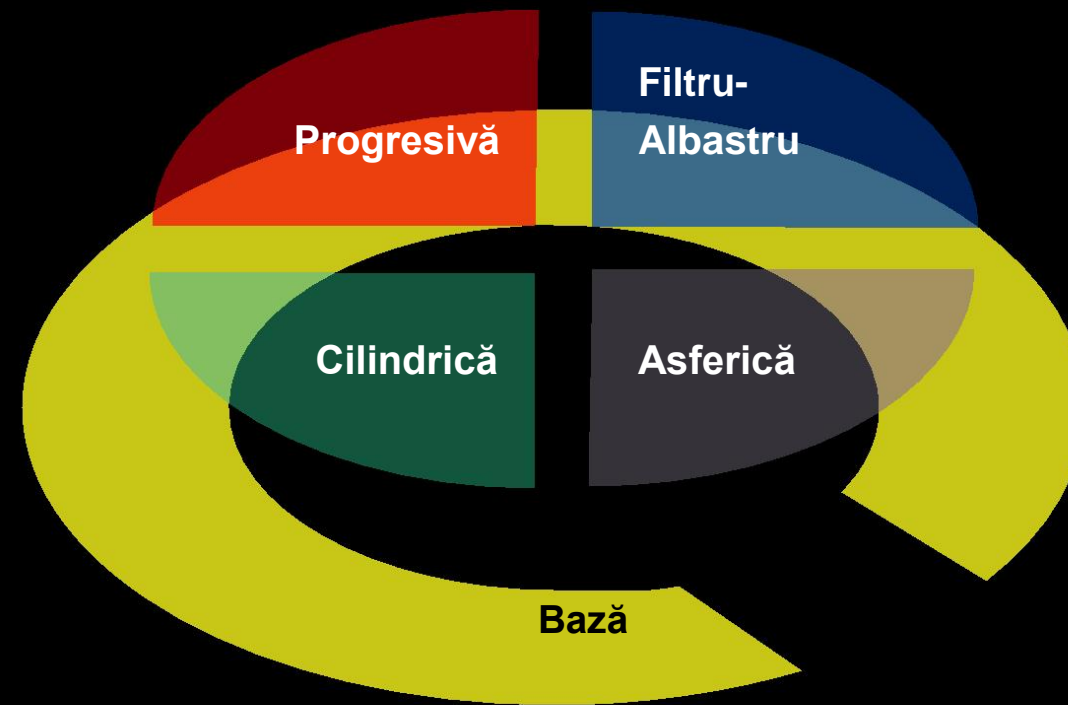 Progresivă
Filtru-
Albastru
Cilindrică
Asferică
Bază